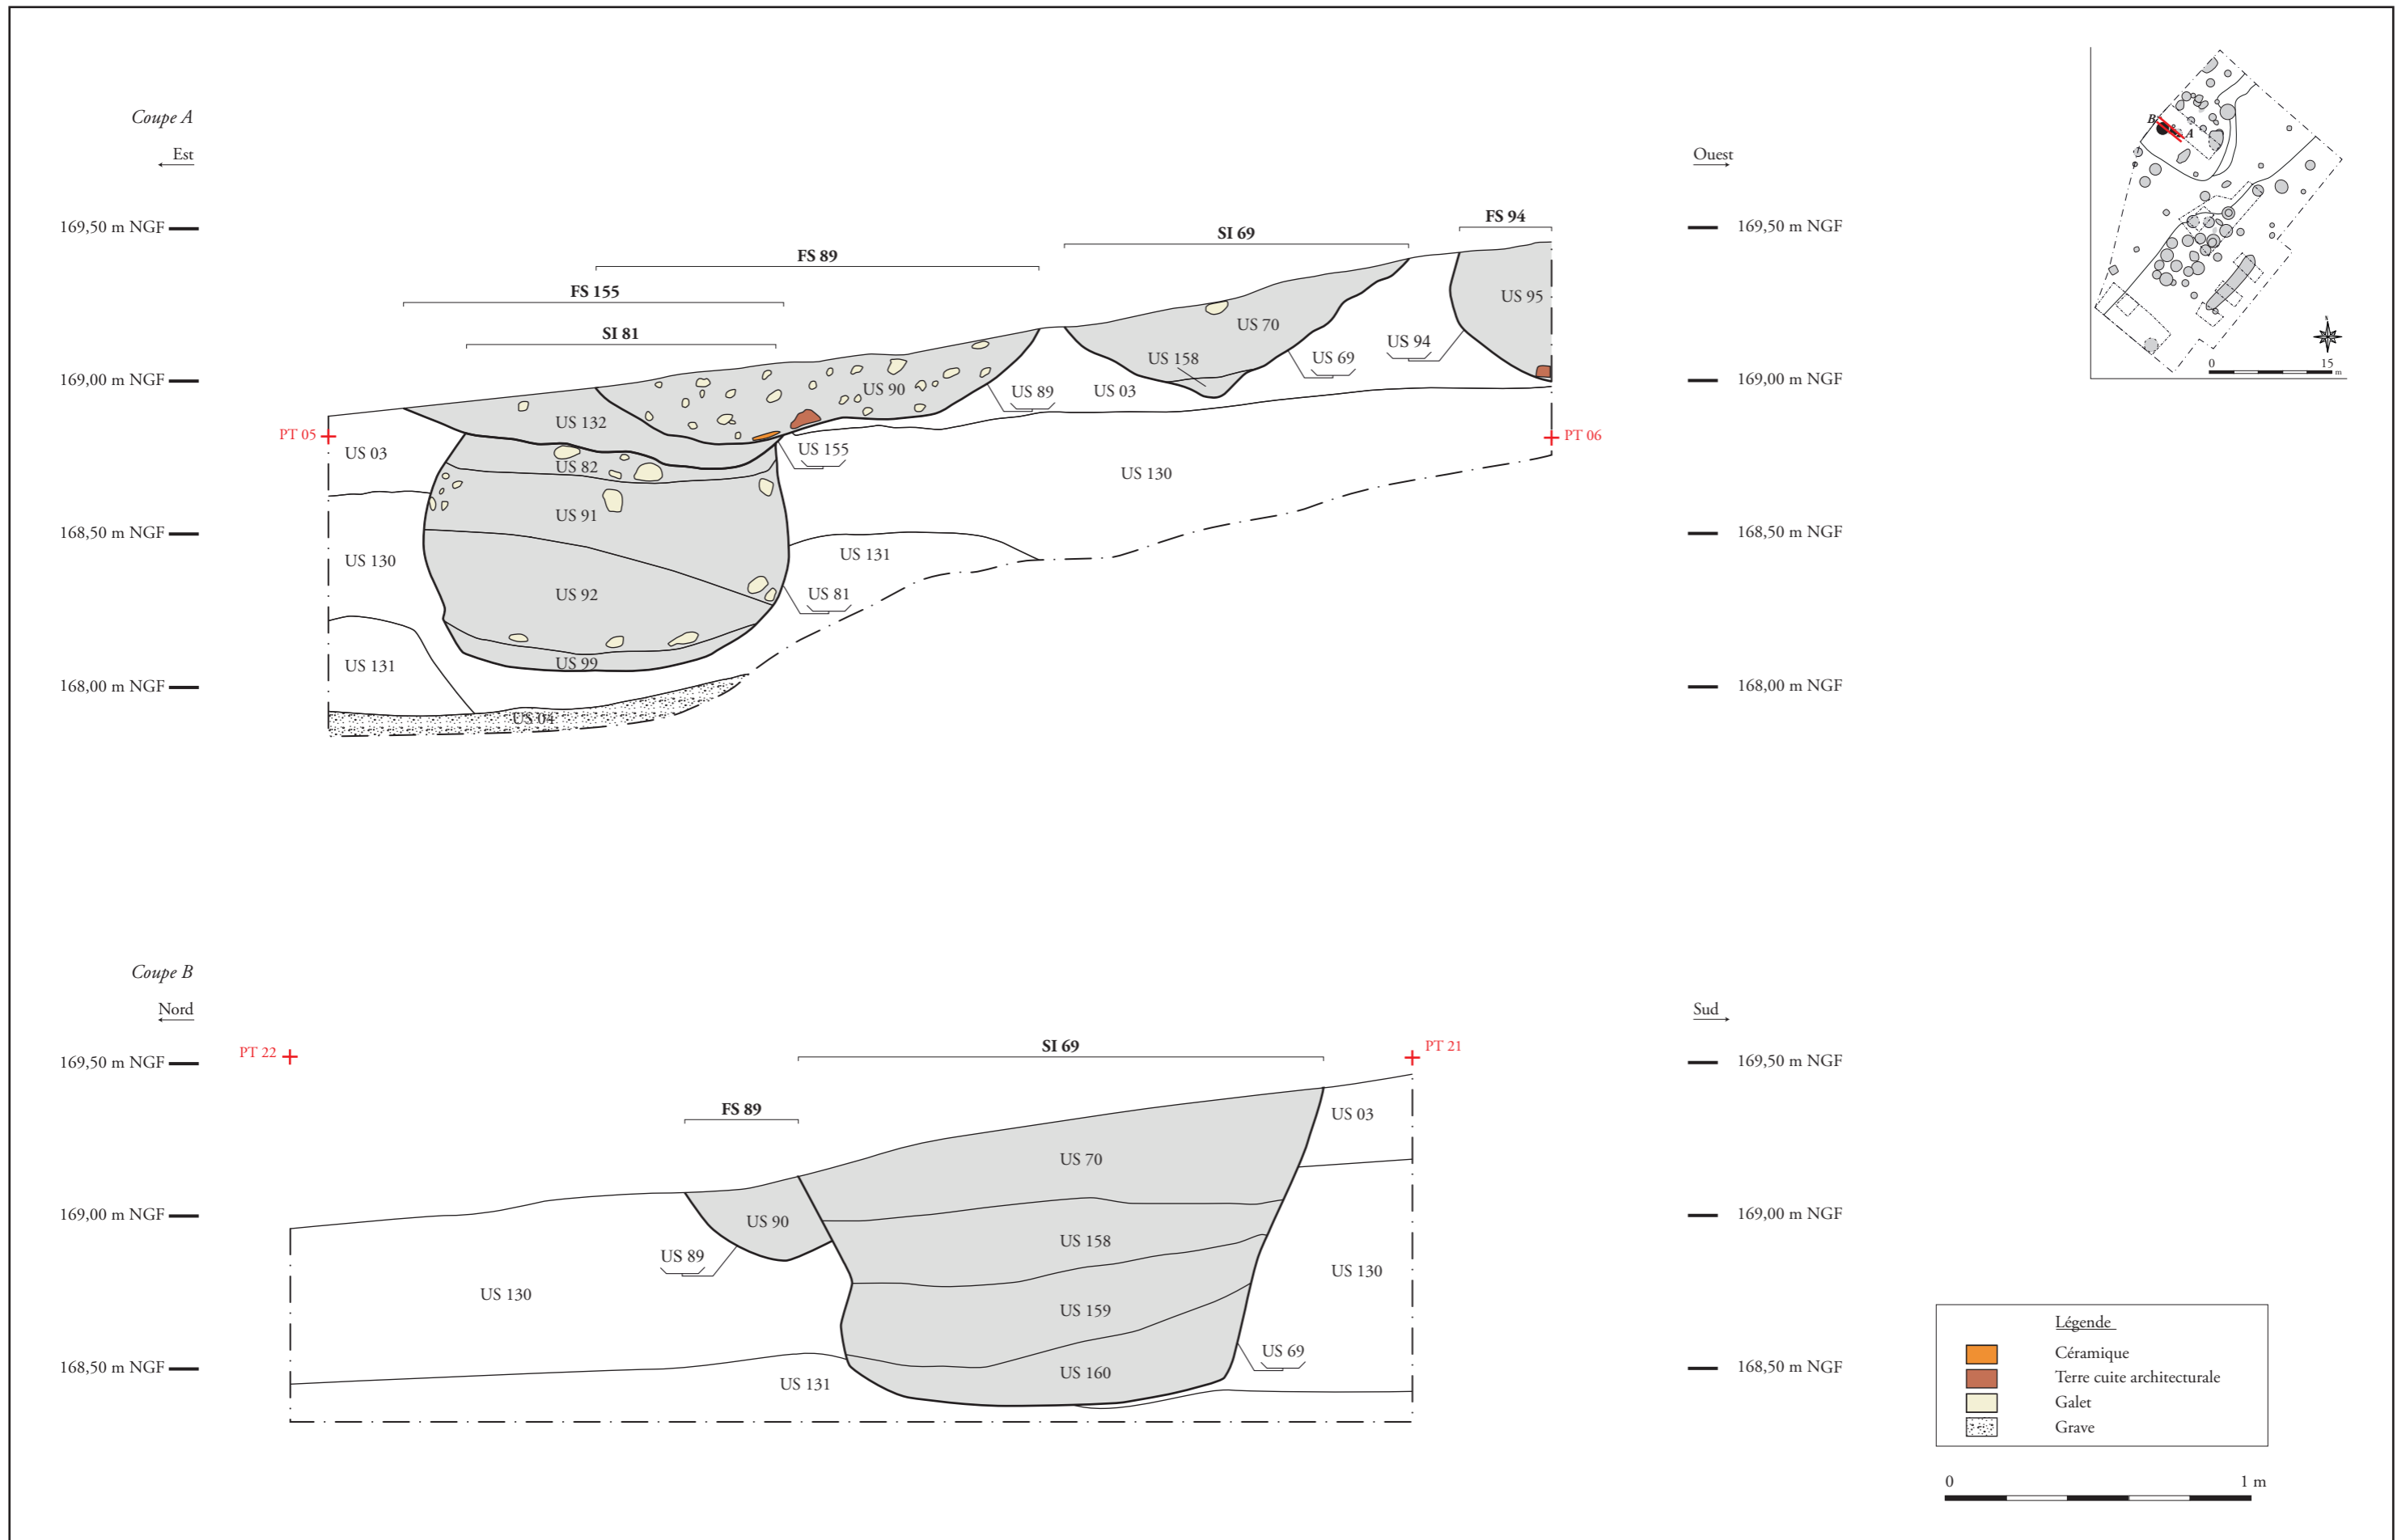 Coupe A
Est
Ouest
169,50 m NGF
169,50 m NGF
FS 94
SI 69
FS 89
FS 155
SI 81
US 95
US 70
US 158
US 69
US 94
169,00 m NGF
169,00 m NGF
US 90
US 89
US 03
US 132
PT 05
PT 06
US 03
US 82
US 155
US 130
US 91
168,50 m NGF
168,50 m NGF
US 130
US 131
US 92
US 81
US 131
US 99
168,00 m NGF
168,00 m NGF
US 04
B
A
0 15
m
Coupe B
Nord
Sud
PT 22
SI 69
PT 21
169,50 m NGF
169,50 m NGF
FS 89
US 03
US 70
169,00 m NGF
169,00 m NGF
US 90
US 158
US 89
US 130
US 130
US 159
US 69
168,50 m NGF
168,50 m NGF
US 160
US 131
Légende
Céramique
Terre cuite architecturale
Galet
Grave
0 1 m